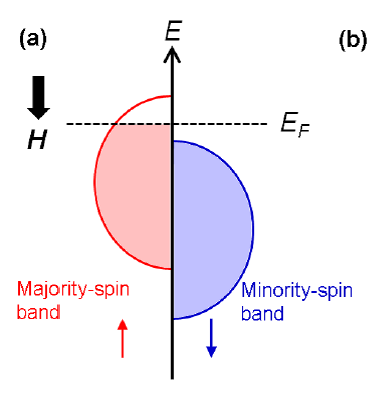 (a)
E
(b)
H
E_F
Majority-spin
band
Minority-spin
band